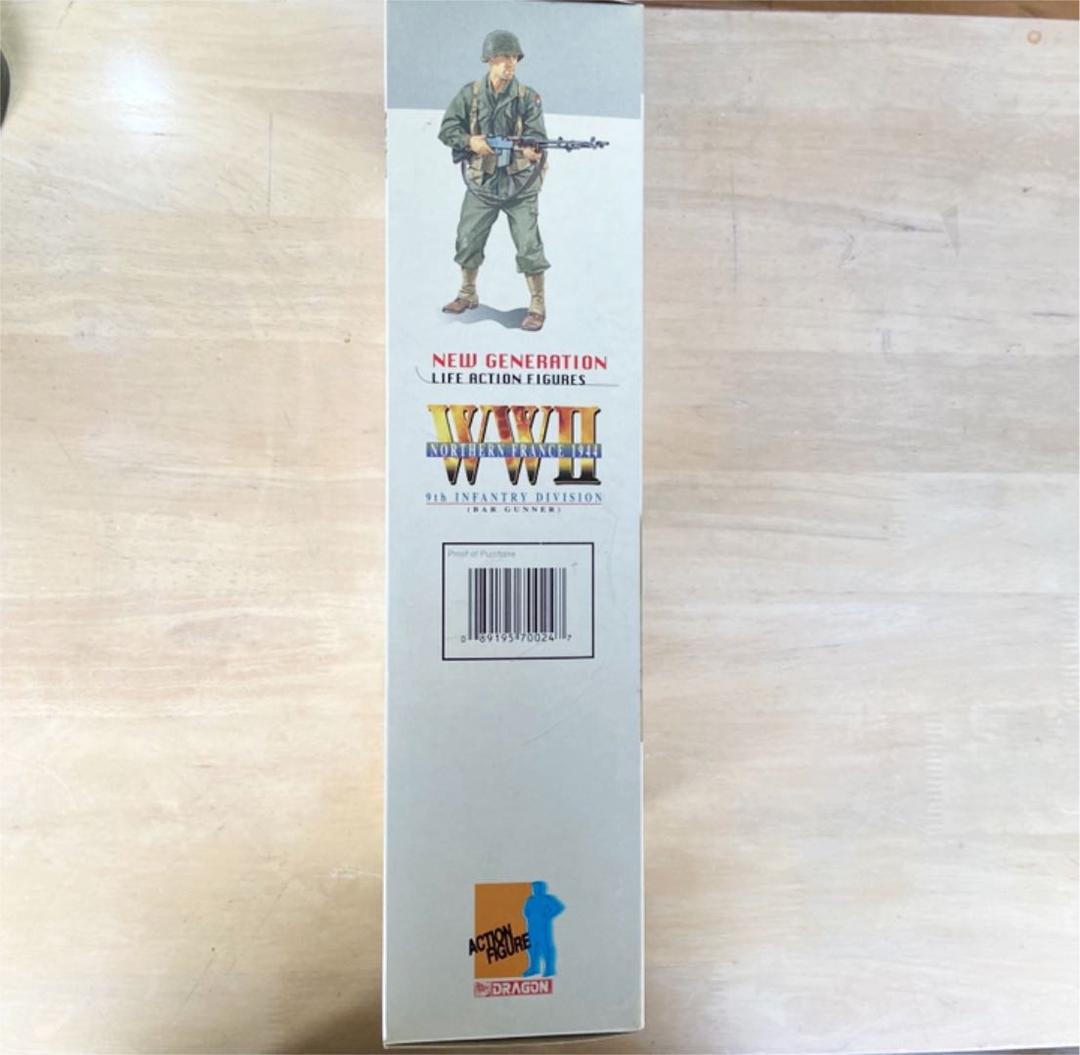 NEW GENERATION
LIFE ACTION FIGURES
WWII
NORTHERN FRANCE 1944
9th INFANTRY DIVISION
(BAR GUNNER)
Proof of Purchase
0 89195 70024 7
ACTION
FIGURE
DRAGON